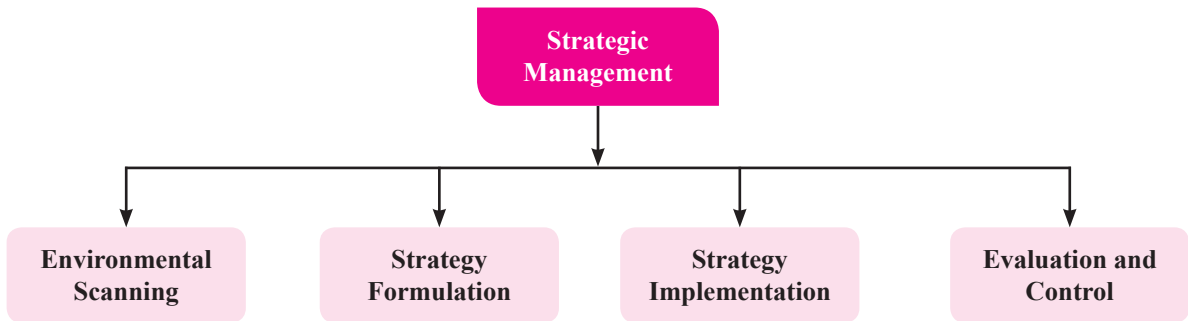 Strategic
Management
Environmental
Scanning
Strategy
Formulation
Strategy
Implementation
Evaluation and
Control